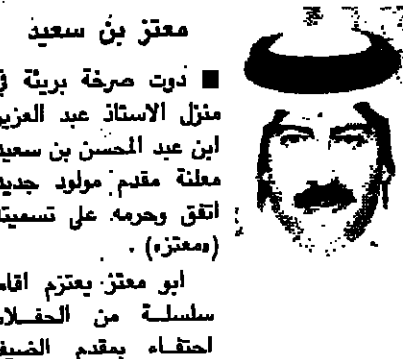 معتز بن سعيد
■ دوت صرخة بريئة في
منزل الاستاذ عبد العزيز
ابن عبد المحسن بن سعيد
معلنة مقدم مولود جديد
اتفق وحرمه على تسميته
(«معتز») .
ابو معتز يعتزم اقامة
سلسلة من الحفلات
احتفاء بمقدم الضيف